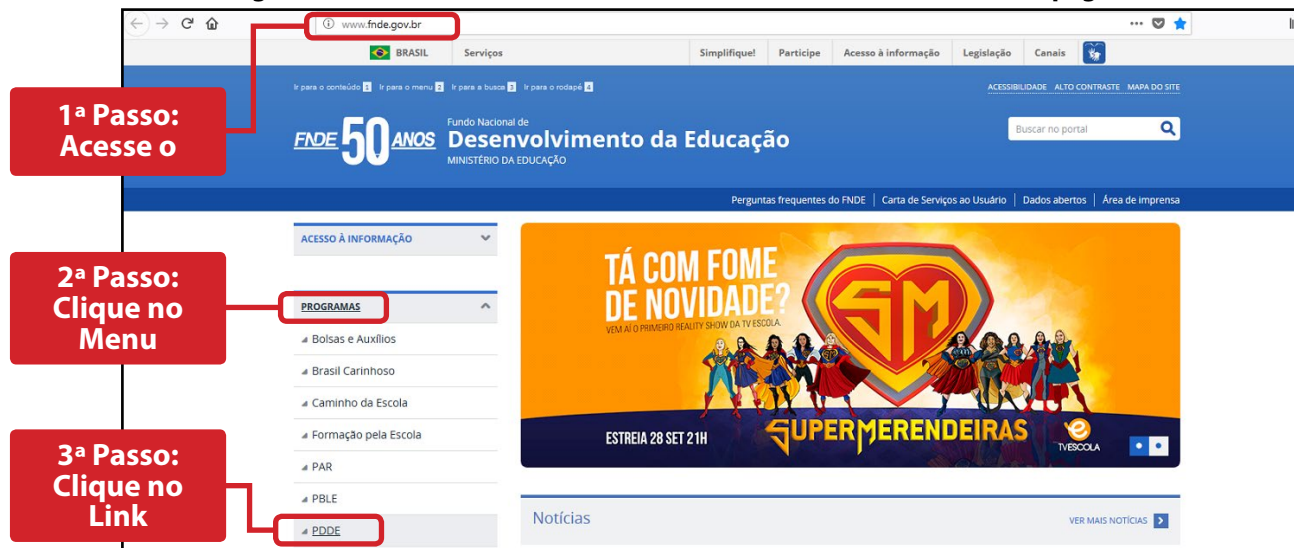 www.fnde.gov.br
BRASIL Serviços Simplifique! Participe Acesso à informação Legislação Canais
Ir para o conteúdo 1 Ir para o menu 2 Ir para a busca 3 Ir para o rodapé 4
ACESSIBILIDADE ALTO CONTRASTE MAPA DO SITE
1ª Passo:
Acesse o
FNDE 50 ANOS
Fundo Nacional de
Desenvolvimento da Educação
MINISTÉRIO DA EDUCAÇÃO
Buscar no portal
Perguntas frequentes do FNDE Carta de Serviços ao Usuário Dados abertos Área de imprensa
ACESSO À INFORMAÇÃO
2ª Passo:
Clique no
Menu
PROGRAMAS
Bolsas e Auxílios
Brasil Carinhoso
Caminho da Escola
Formação pela Escola
PAR
PBLE
3ª Passo:
Clique no
Link
PDDE
TÁ COM FOME
DE NOVIDADE?
VEM AÍ O PRIMEIRO REALITY SHOW DA TV ESCOLA.
SM
ESTREIA 28 SET 21H
SUPERMERENDEIRAS
TVESCOLA
Notícias
VER MAIS NOTÍCIAS